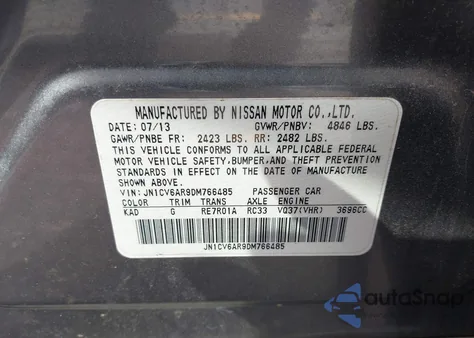 MANUFACTURED BY NISSAN MOTOR CO.,LTD.
DATE: 07/13 GVWR/PNBV: 4846 LBS.
GAWR/PNBE FR: 2423 LBS. RR: 2482 LBS.
THIS VEHICLE CONFORMS TO ALL APPLICABLE
FEDERAL MOTOR VEHICLE SAFETY, BUMPER, AND THEFT PREVENTION
STANDARDS IN EFFECT ON THE DATE OF MANUFACTURE
SHOWN ABOVE.
VIN: JN1CV6AR9DM766485 PASSENGER CAR
COLOR TRIM TRANS AXLE ENGINE
KAD G RE7R01A RC33 VQ37(VHR) 3696CC
JN1CV6AR9DM766485
autoSnap